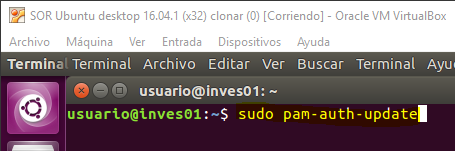 SOR Ubuntu desktop 16.04.1 (x32) clonar (0) [Corriendo] - Oracle VM VirtualBox
Archivo Máquina Ver Entrada Dispositivos Ayuda
Terminal Terminal Archivo Editar Ver Buscar Terminal Ayuda
usuario@inves01: ~
usuario@inves01:~$ sudo pam-auth-update